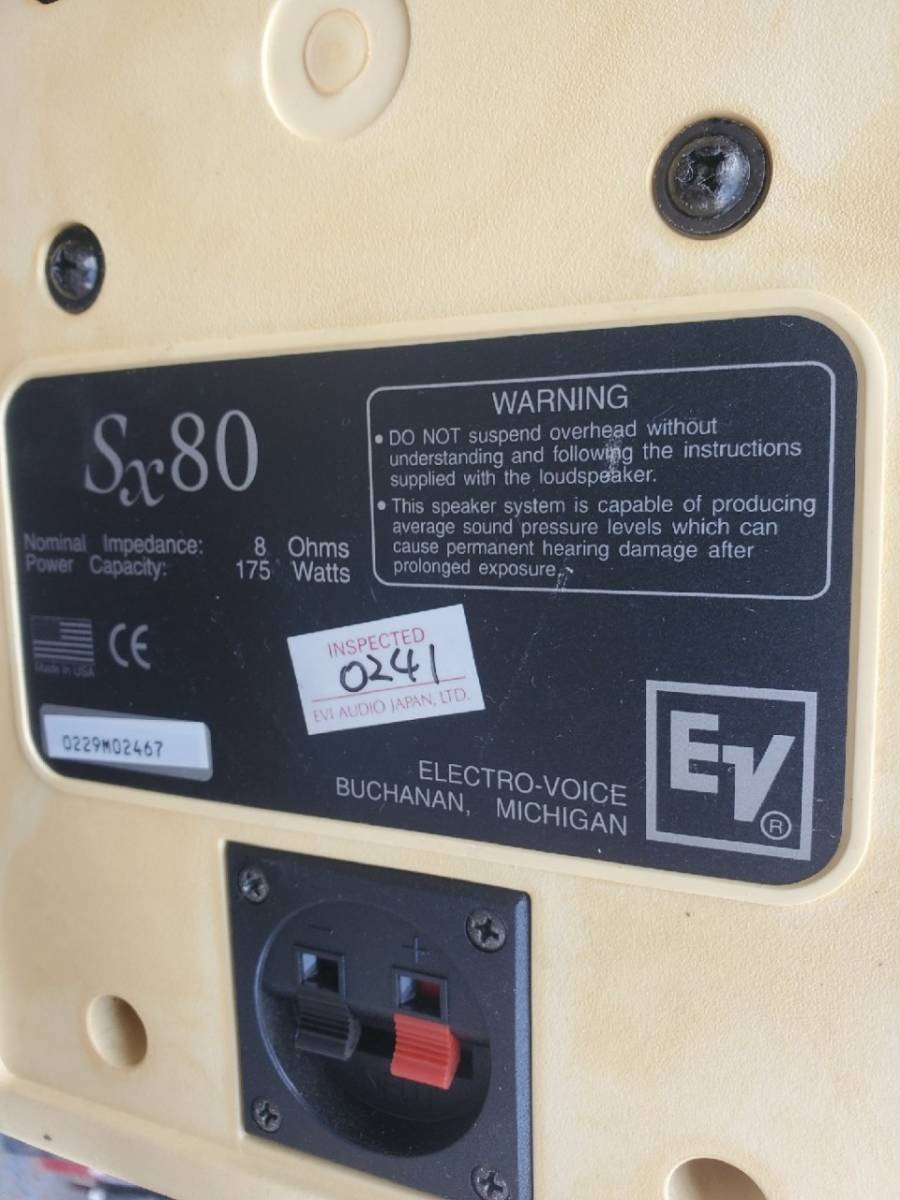 Sx80
Nominal Impedance: 8 Ohms
Power Capacity: 175 Watts
WARNING
• DO NOT suspend overhead without
understanding and following the instructions
supplied with the loudspeaker.
• This speaker system is capable of producing
average sound pressure levels which can
cause permanent hearing damage after
prolonged exposure.
Made in USA
CE
INSPECTED
0241
EVI AUDIO JAPAN, LTD.
0229M02467
ELECTRO-VOICE
BUCHANAN, MICHIGAN
EV®
- +